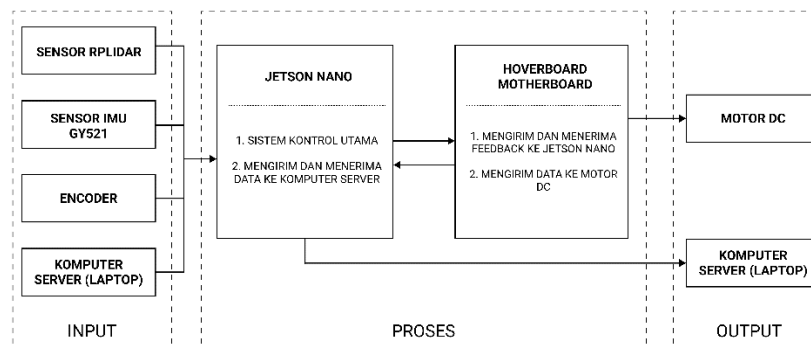 SENSOR RPLIDAR
SENSOR IMU
GY521
ENCODER
KOMPUTER
SERVER (LAPTOP)
INPUT
JETSON NANO
1. SISTEM KONTROL UTAMA
2. MENGIRIM DAN MENERIMA
DATA KE KOMPUTER SERVER
HOVERBOARD
MOTHERBOARD
1. MENGIRIM DAN MENERIMA
FEEDBACK KE JETSON NANO
2. MENGIRIM DATA KE MOTOR
DC
PROSES
MOTOR DC
KOMPUTER
SERVER (LAPTOP)
OUTPUT